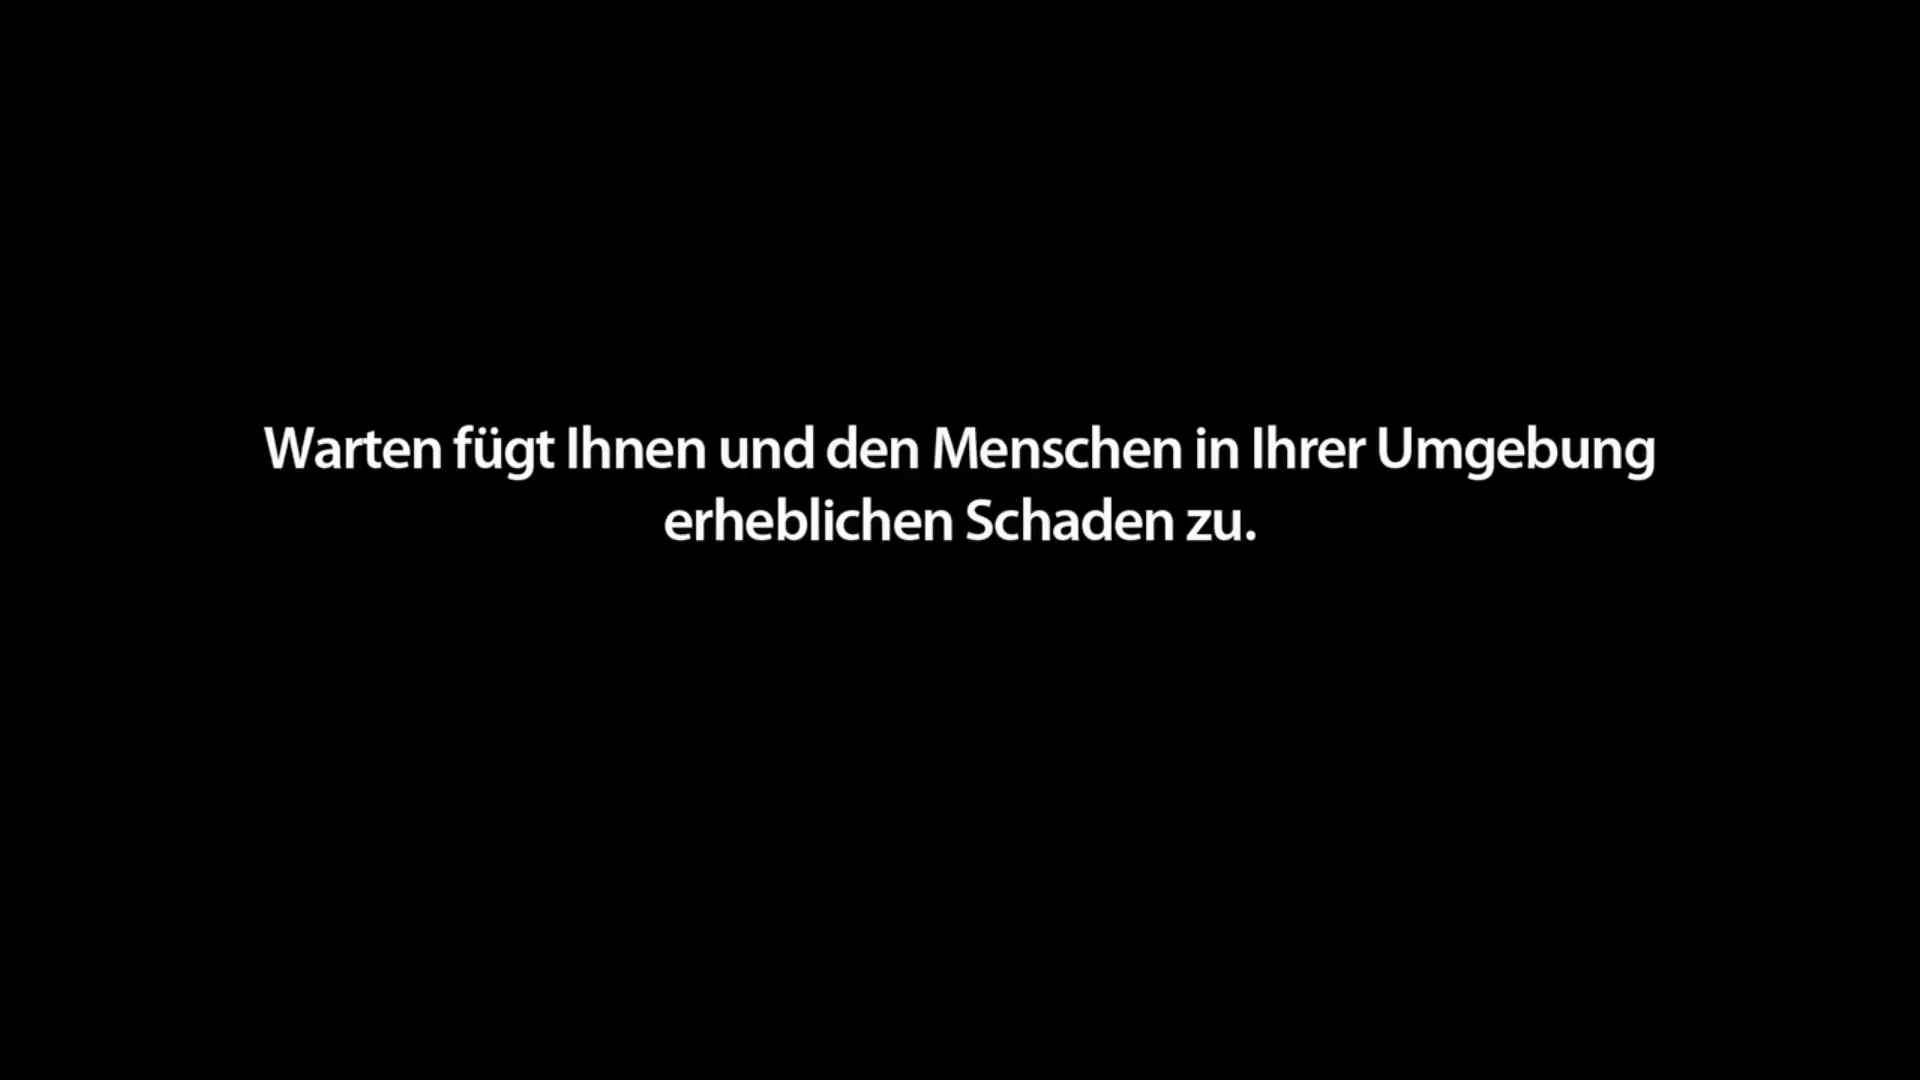 Warten fügt Ihnen und den Menschen in Ihrer Umgebung
erheblichen Schaden zu.